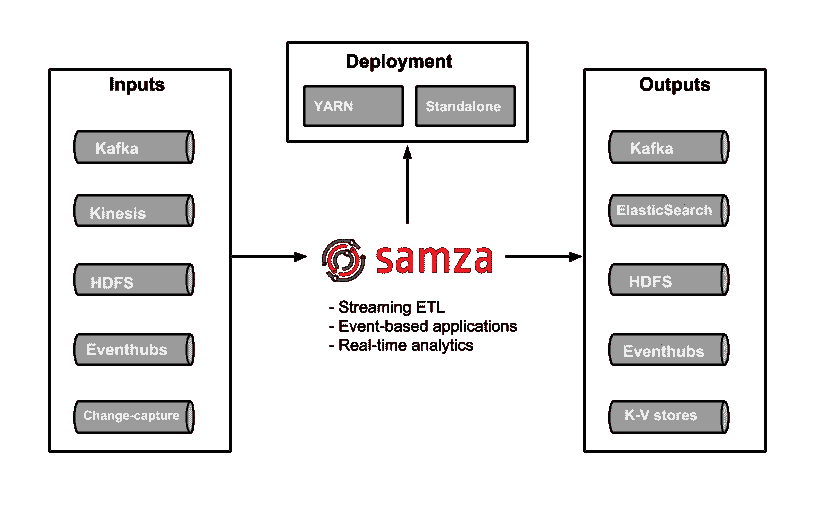 Deployment
YARN
Standalone
Inputs
Kafka
Kinesis
HDFS
Eventhubs
Change-capture
samza
- Streaming ETL
- Event-based applications
- Real-time analytics
Outputs
Kafka
ElasticSearch
HDFS
Eventhubs
K-V stores